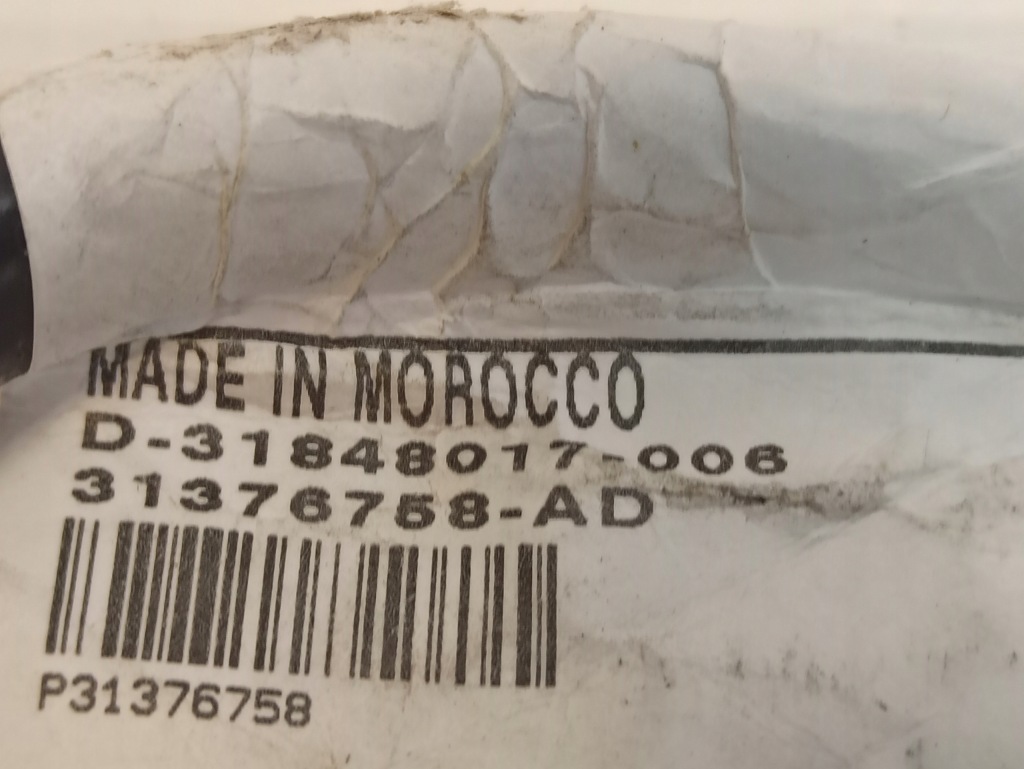 MADE IN MOROCCO
D-31848017-006
31376758-AD
P31376758